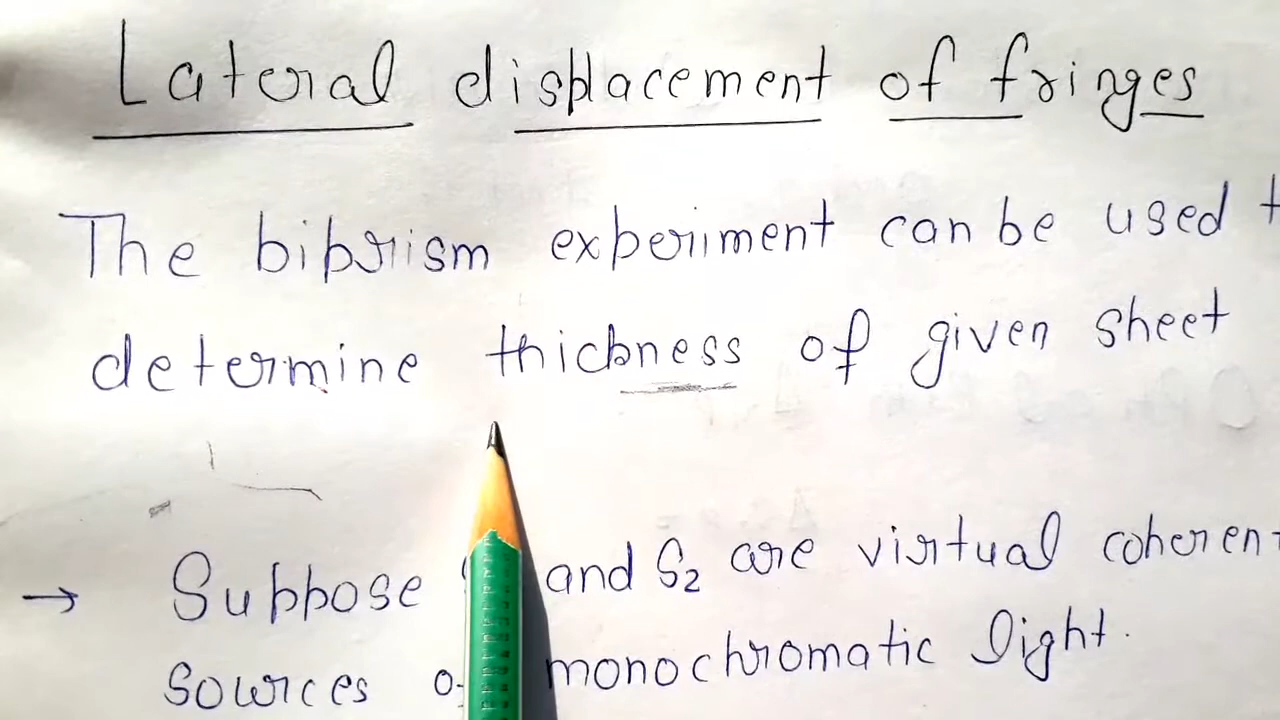 Lateral displacement of fringes
The biprism experiment can be used
determine thickness of given sheet
→ Suppose and S2 are virtual coheren
sources monochromatic light.